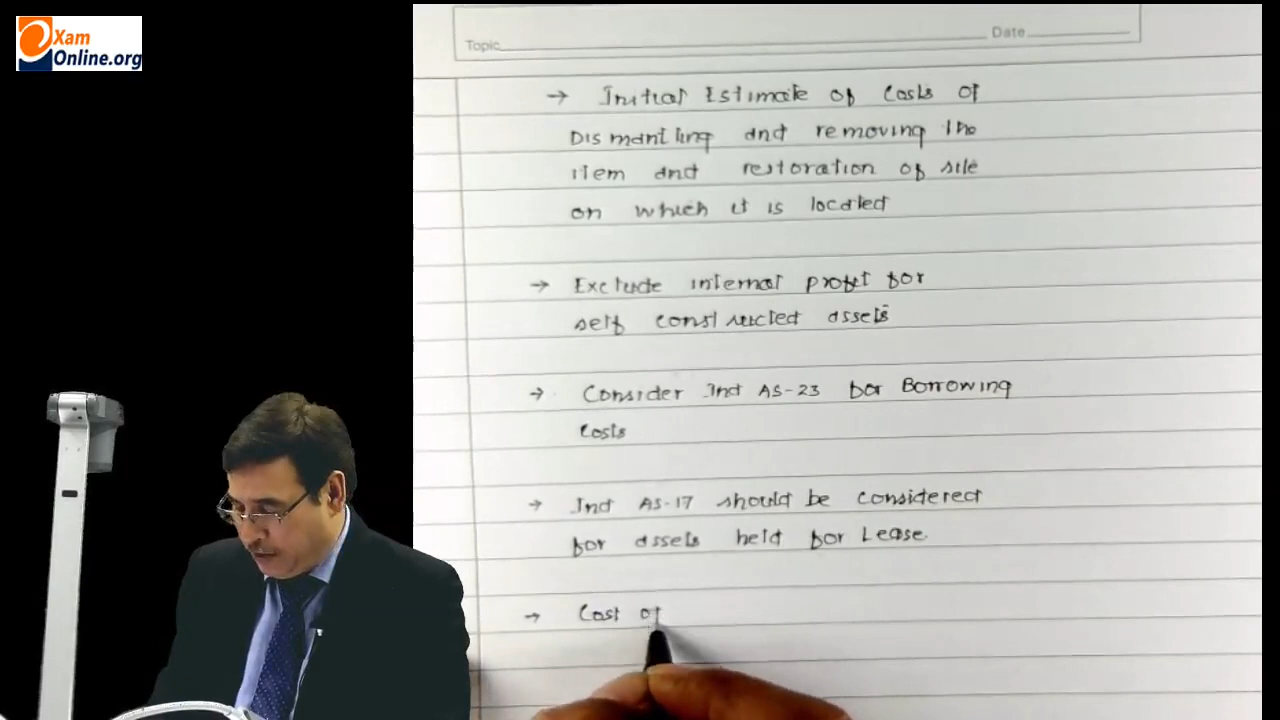 Xam
Online.org
Topic
Date
→ Initial Estimate of Costs of
Dismantling and removing the
item and restoration of site
on which it is located
→ Exclude internal profit for
self constructed assets
→ Consider Ind AS-23 for Borrowing
Costs
→ Ind AS-17 should be considered
for assets held for Lease
→ Cost of